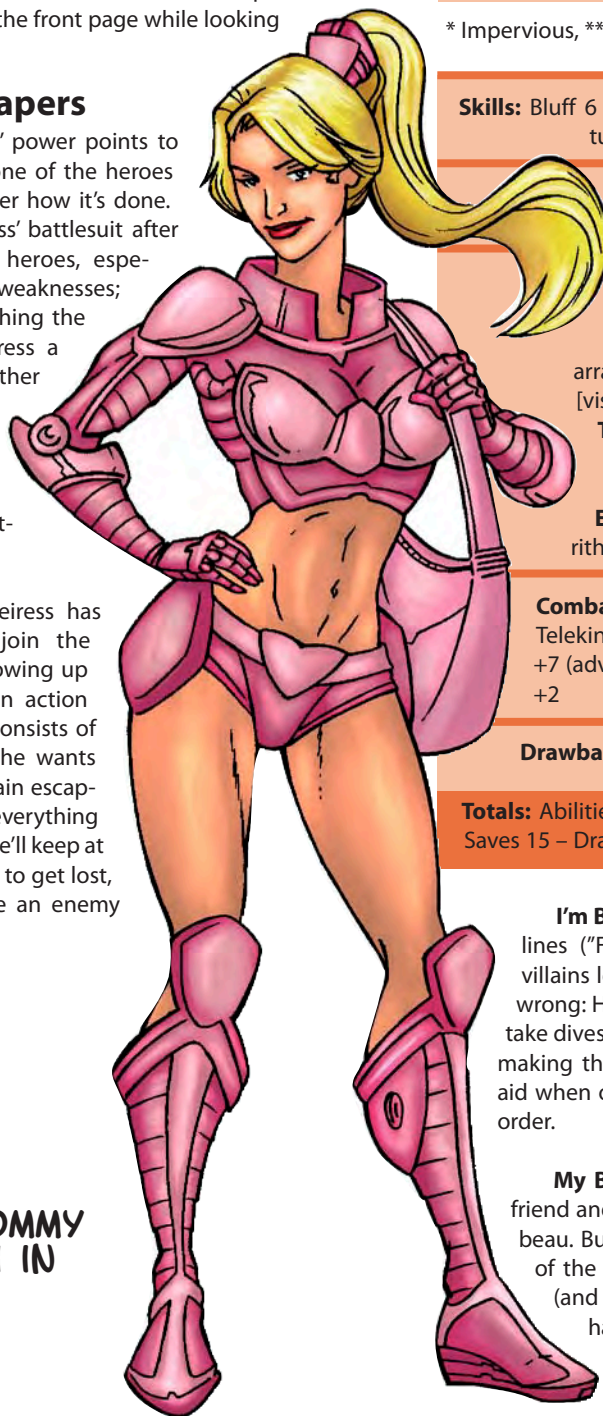 the front page while looking
apers
' power points to
one of the heroes
er how it's done.
ss' battlesuit after
heroes, espe-
weaknesses;
ching the
ress a
ther
t-
eiress has
join the
owing up
n action
onsists of
he wants
ain escap-
everything
e'll keep at
to get lost,
e an enemy
OMMY
IN
* Impervious, **
Skills: Bluff 6
tu
arra
[vis
T
E
rith
Comba
Telekin
+7 (adv
+2
Drawba
Totals: Abilitie
Saves 15 – Dra
I'm B
lines ("F
villains l
wrong: H
take dives
making th
aid when c
order.
My B
friend and
beau. Bu
of the
(and
ha